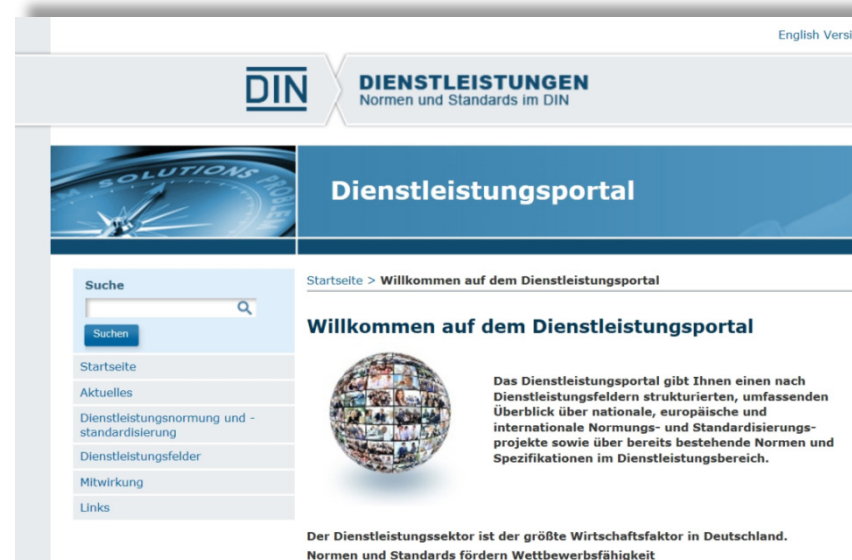 English Versi
DIN
DIENSTLEISTUNGEN
Normen und Standards im DIN
SOLUTIONS
PROBLEM
Dienstleistungsportal
Suche
Suchen
Startseite
Aktuelles
Dienstleistungsnormung und -
standardisierung
Dienstleistungsfelder
Mitwirkung
Links
Startseite > Willkommen auf dem Dienstleistungsportal
Willkommen auf dem Dienstleistungsportal
Das Dienstleistungsportal gibt Ihnen einen nach
Dienstleistungsfeldern strukturierten, umfassenden
Überblick über nationale, europäische und
internationale Normungs- und Standardisierungs-
projekte sowie über bereits bestehende Normen und
Spezifikationen im Dienstleistungsbereich.
Der Dienstleistungssektor ist der größte Wirtschaftsfaktor in Deutschland.
Normen und Standards fördern Wettbewerbsfähigkeit